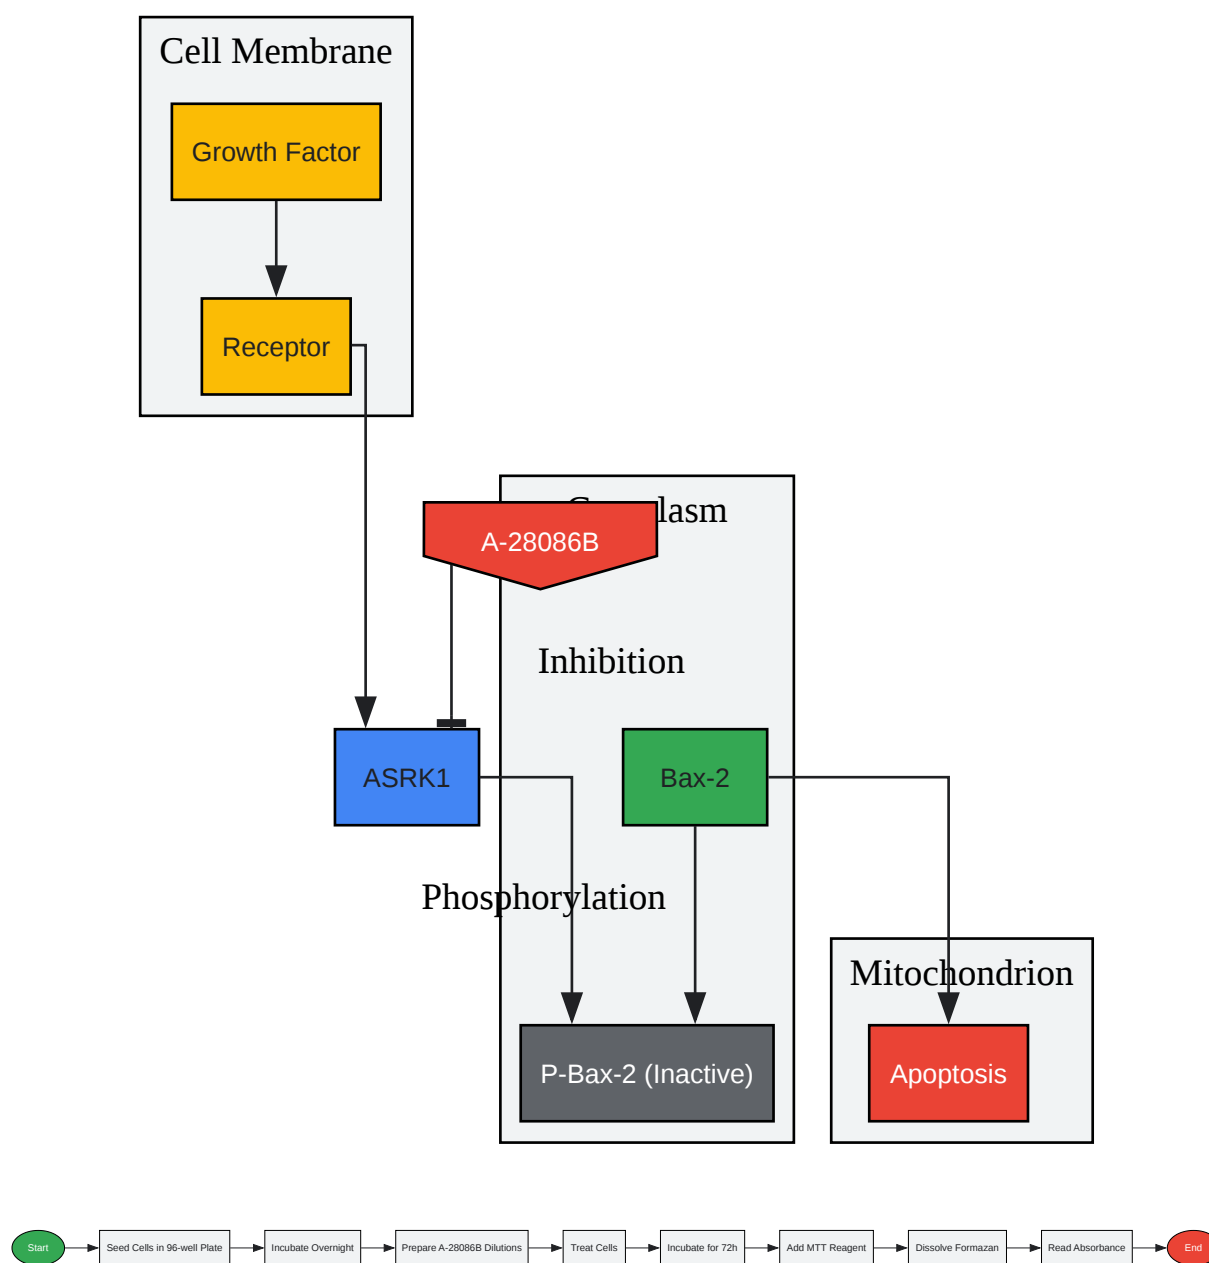 Cell Membrane
Growth Factor
Receptor
lasm
A-28086B
Inhibition
ASRK1
Bax-2
Phosphorylation
Mitochondrion
P-Bax-2 (Inactive)
Apoptosis
Start
Seed Cells in 96-well Plate
Incubate Overnight
Prepare A-28086B Dilutions
Treat Cells
Incubate for 72h
Add MTT Reagent
Dissolve Formazan
Read Absorbance
End